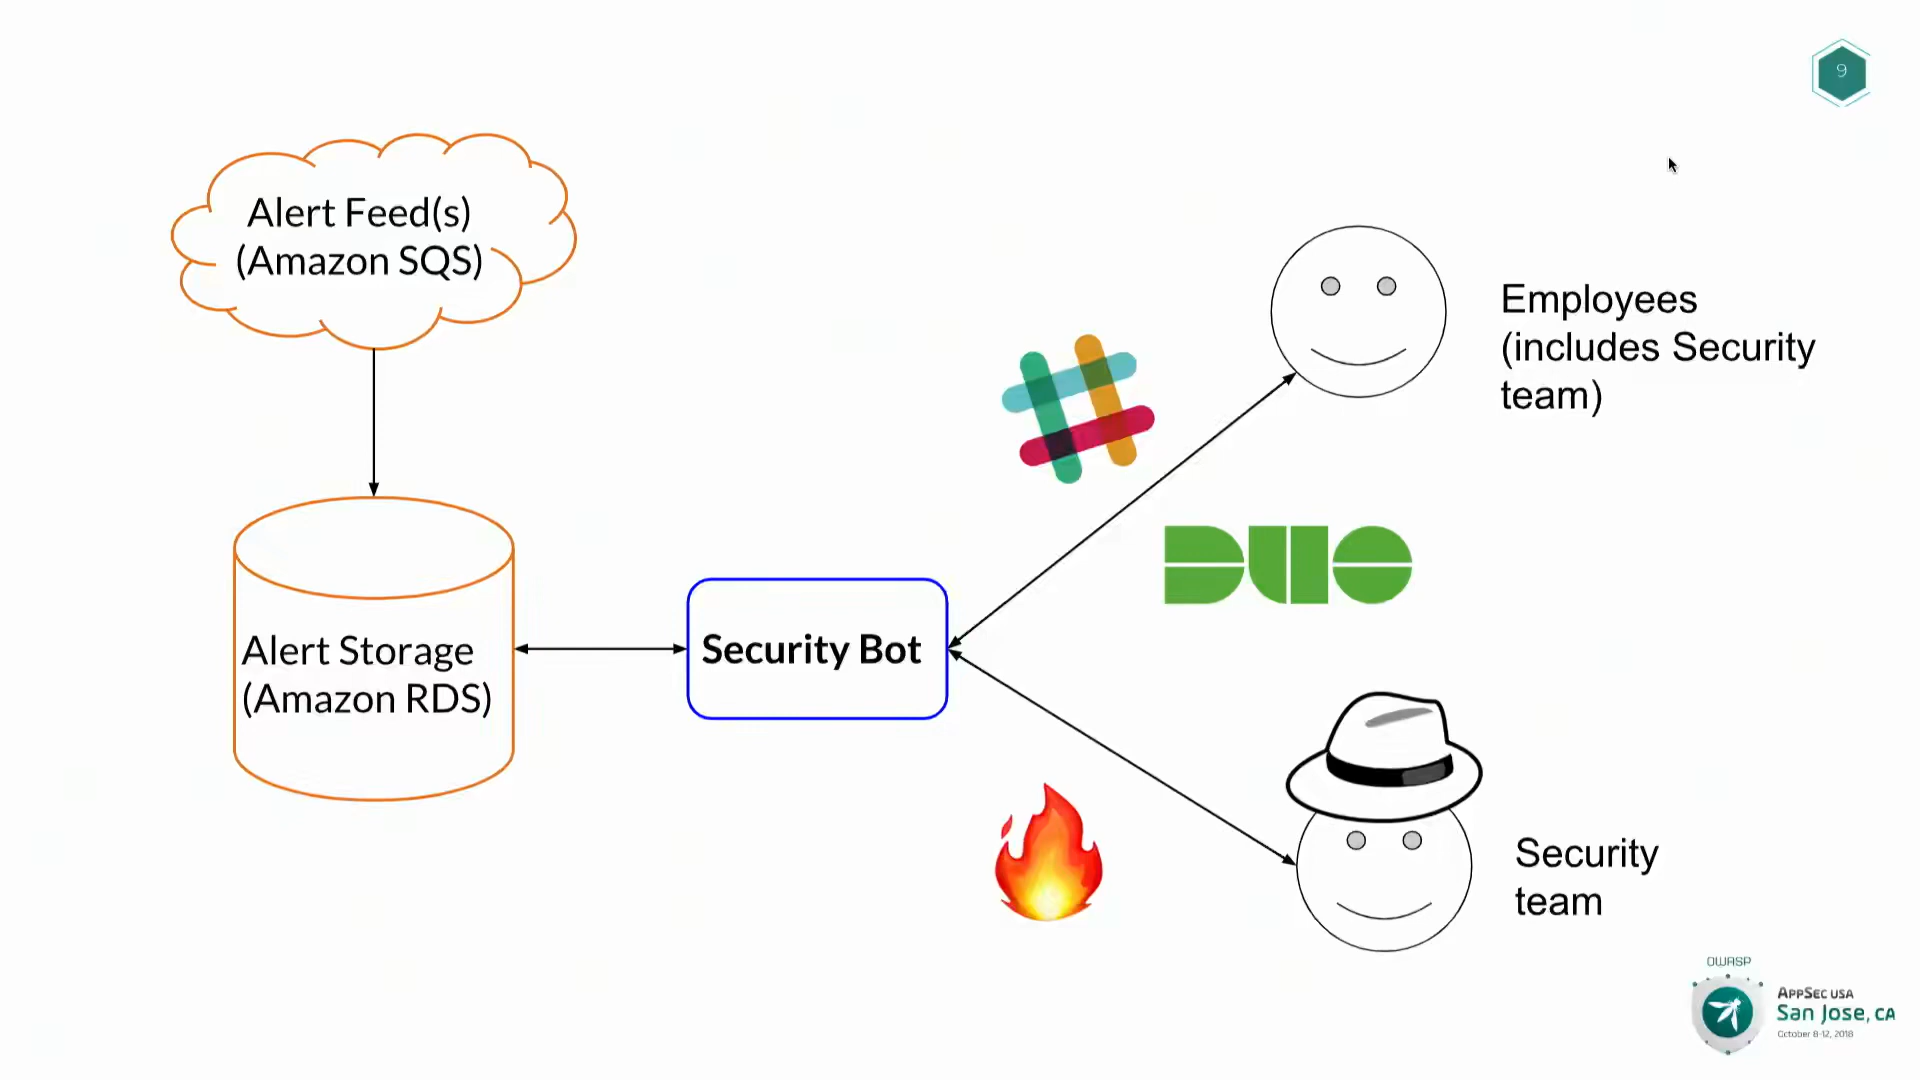 9
Alert Feed(s)
(Amazon SQS)
Employees
(includes Security
team)
DUO
Alert Storage
(Amazon RDS)
Security Bot
Security
team
OWASP
AppSec USA
San Jose, CA
October 8-12, 2018